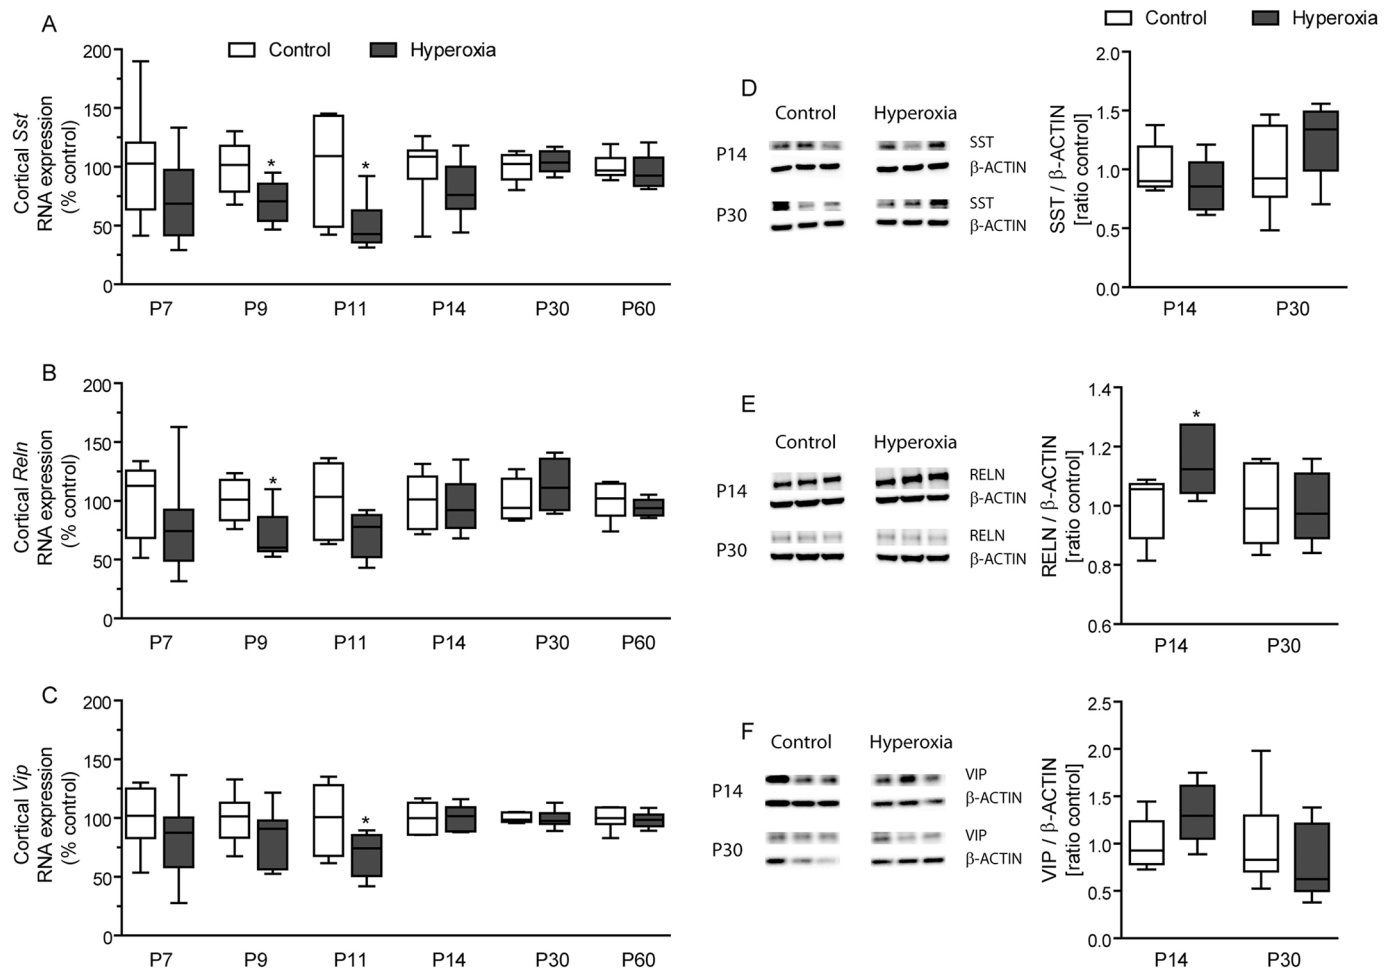 A
Control Hyperoxia
Cortical Sst
RNA expression
(% control)
200
150
100
50
0
* *
P7 P9 P11 P14 P30 P60
B
Cortical Reln
RNA expression
(% control)
200
150
100
50
0
*
P7 P9 P11 P14 P30 P60
C
Cortical Vip
RNA expression
(% control)
200
150
100
50
0
*
P7 P9 P11 P14 P30 P60
D
Control Hyperoxia
P14
SST
β-ACTIN
P30
SST
β-ACTIN
Control Hyperoxia
SST / β-ACTIN
[ratio control]
2.0
1.5
1.0
0.5
0.0
P14 P30
E
Control Hyperoxia
P14
RELN
β-ACTIN
P30
RELN
β-ACTIN
RELN / β-ACTIN
[ratio control]
1.4
1.2
1.0
0.8
0.6
*
P14 P30
F
Control Hyperoxia
P14
VIP
β-ACTIN
P30
VIP
β-ACTIN
VIP / β-ACTIN
[ratio control]
2.5
2.0
1.5
1.0
0.5
0.0
P14 P30